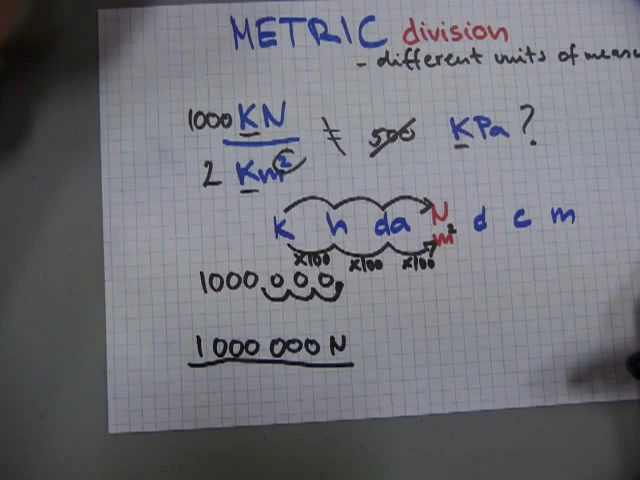 METRIC division
- different units of measu
1000 KN
2 Km²
≠ 500 KPa ?
k h da N d c m
m²
x100 x100 x100
1000 000
1 000 000 N